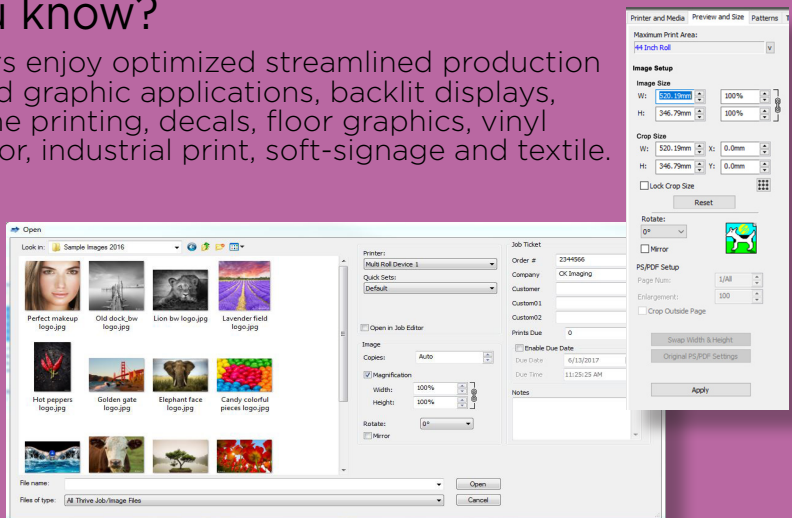 u know?
rs enjoy optimized streamlined production
d graphic applications, backlit displays,
ne printing, decals, floor graphics, vinyl
or, industrial print, soft-signage and textile.
Printer and Media Preview and Size Patterns T
Maximum Print Area:
44 Inch Roll
Image Setup
Image Size
W: 520.19mm 100%
H: 346.79mm 100%
Crop Size
W: 520.19mm X: 0.0mm
H: 346.79mm Y: 0.0mm
Lock Crop Size
Reset
Rotate:
0°
Mirror
PS/PDF Setup
Page Num: 1/All
Enlargement: 100
Crop Outside Page
Swap Width & Height
Original PS/PDF Settings
Apply
Open
Look in: Sample Images 2016
Perfect makeup logo.jpg
Old dock_bw logo.jpg
Lion bw logo.jpg
Lavender field logo.jpg
Hot peppers logo.jpg
Golden gate logo.jpg
Elephant face logo.jpg
Candy colorful pieces logo.jpg
File name:
Open
Files of type: All Thrive Job/Image Files
Cancel
Printer:
Multi Roll Device 1
Quick Sets:
Default
Open in Job Editor
Image
Copies: Auto
Magnification
Width: 100%
Height: 100%
Rotate: 0°
Mirror
Job Ticket
Order # 2344566
Company CK Imaging
Customer
Custom01
Custom02
Prints Due 0
Enable Due Date
Due Date 6/13/2017
Due Time 11:25:25 AM
Notes